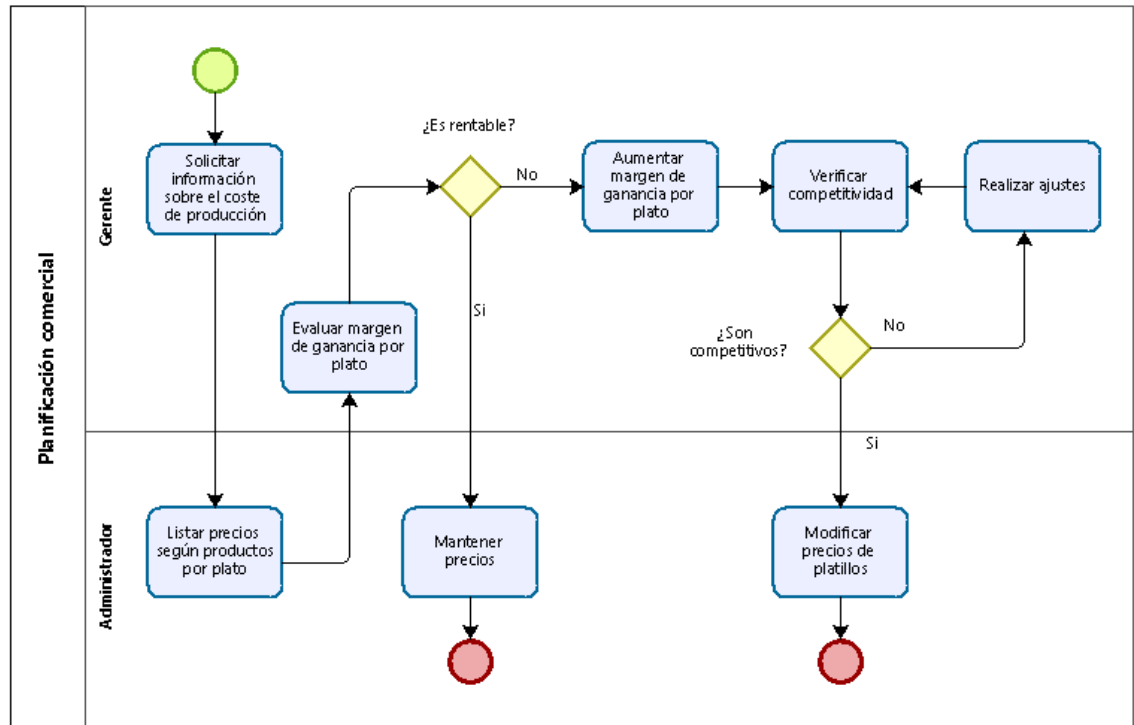 Planificación comercial
Gerente
Solicitar
información
sobre el coste
de producción
Evaluar margen
de ganancia por
plato
¿Es rentable?
No
Si
Aumentar
margen de
ganancia por
plato
Verificar
competitividad
Realizar ajustes
¿Son
competitivos?
No
Si
Administrador
Listar precios
según productos
por plato
Mantener
precios
Modificar
precios de
platillos